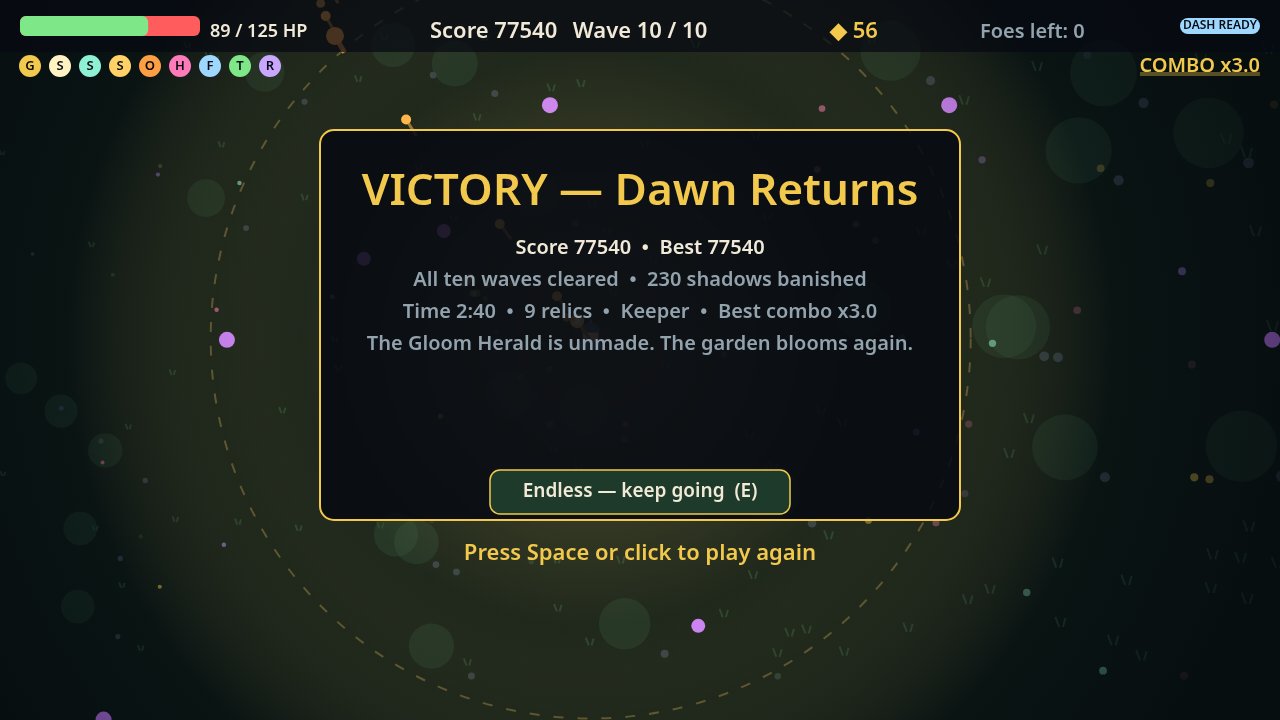 89 / 125 HP
Score 77540 Wave 10 / 10
◆ 56
Foes left: 0
DASH READY
G S S S O H F T R
COMBO x3.0
VICTORY — Dawn Returns
Score 77540 • Best 77540
All ten waves cleared • 230 shadows banished
Time 2:40 • 9 relics • Keeper • Best combo x3.0
The Gloom Herald is unmade. The garden blooms again.
Endless — keep going (E)
Press Space or click to play again